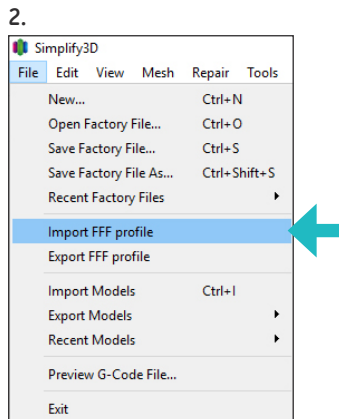 2.
Simplify3D
File Edit View Mesh Repair Tools
New... Ctrl+N
Open Factory File... Ctrl+O
Save Factory File... Ctrl+S
Save Factory File As... Ctrl+Shift+S
Recent Factory Files
Import FFF profile
Export FFF profile
Import Models Ctrl+I
Export Models
Recent Models
Preview G-Code File...
Exit